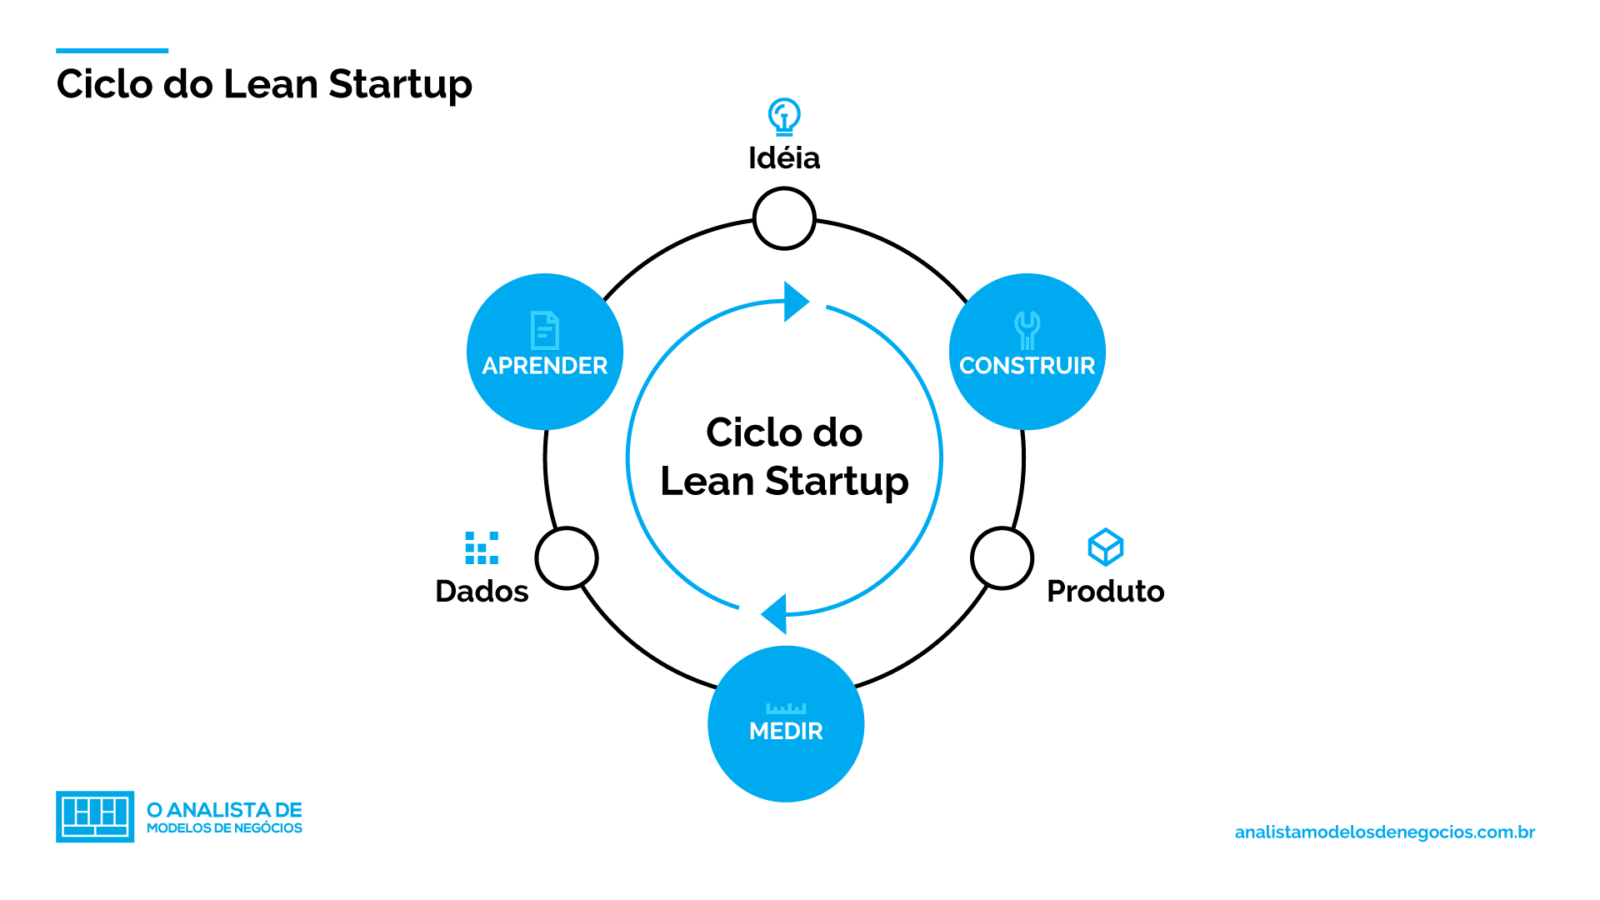 Ciclo do Lean Startup
Idéia
APRENDER
CONSTRUIR
Ciclo do
Lean Startup
Dados
Produto
MEDIR
O ANALISTA DE
MODELOS DE NEGÓCIOS
analistamodelosdenegocios.com.br